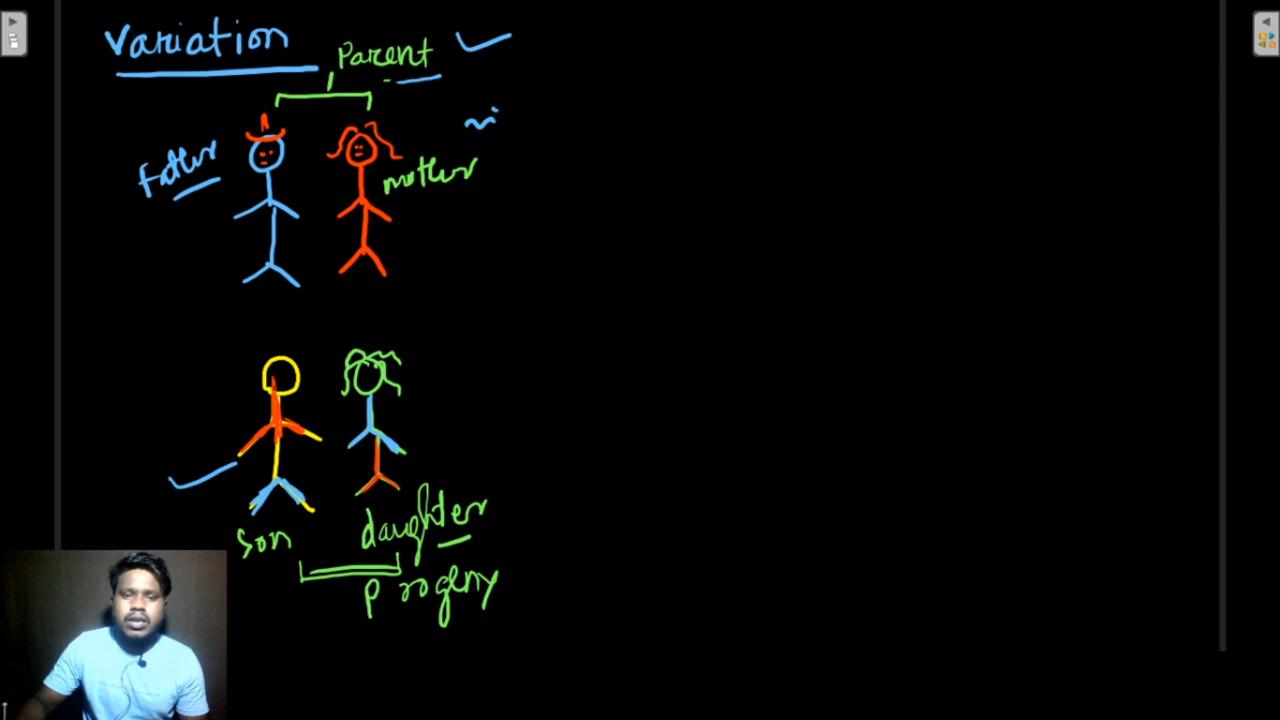 Variation
Parent
Father
mother
son
daughter
Progeny